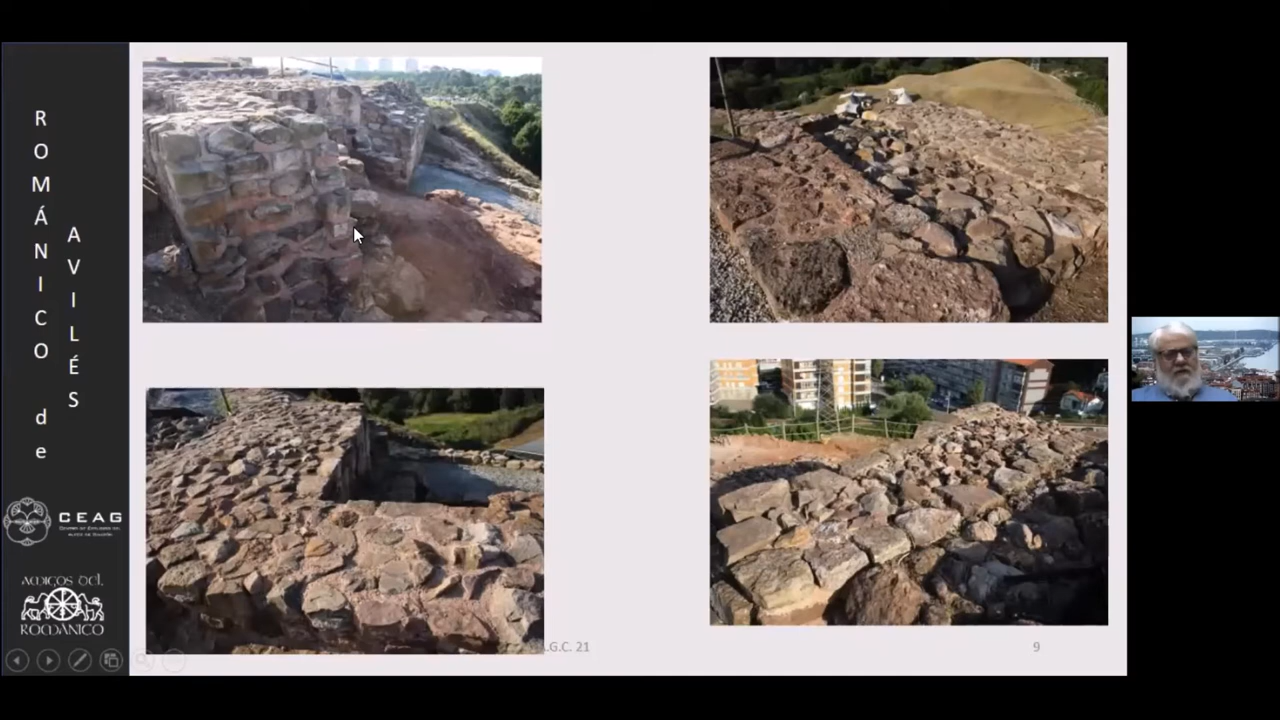 ROMÁNICO de
AVILÉS
CEAG
AMIGOS DEL
ROMÁNICO
.G.C. 21
9